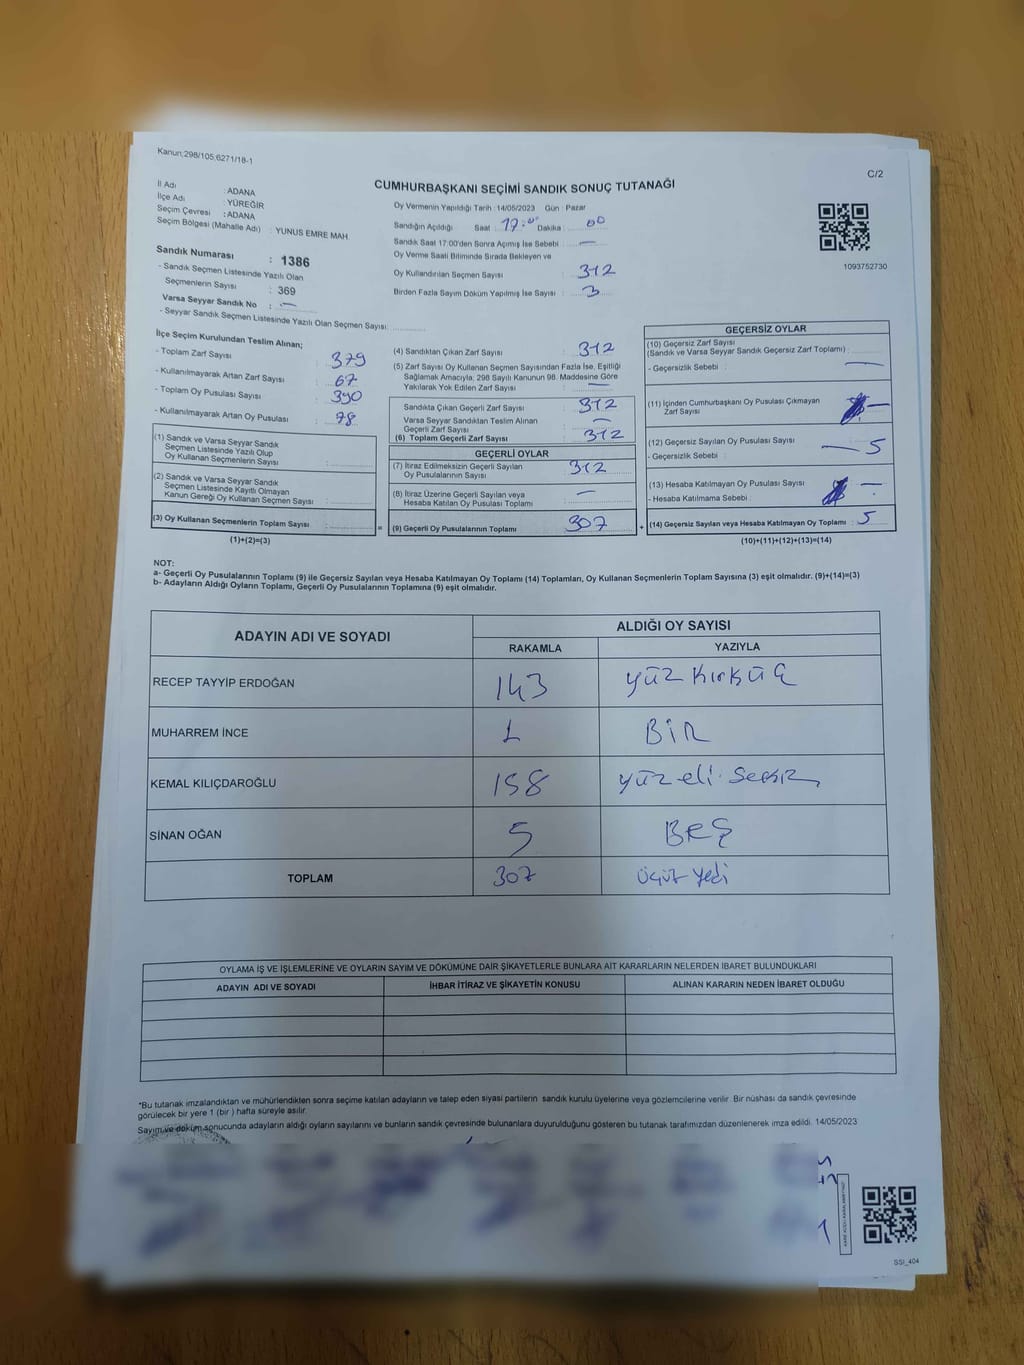 Kanun;298/105,6271/18-1
C/2
CUMHURBAŞKANI SEÇİMİ SANDIK SONUÇ TUTANAĞI
İl Adı : ADANA
İlçe Adı : YÜREĞİR
Seçim Çevresi : ADANA
Seçim Bölgesi (Mahalle Adı) : YUNUS EMRE MAH.
Sandık Numarası : 1386
- Sandık Seçmen Listesinde Yazılı Olan
Seçmenlerin Sayısı : 369
Varsa Seyyar Sandık No : —
- Seyyar Sandık Seçmen Listesinde Yazılı Olan Seçmen Sayısı:
Oy Vermenin Yapıldığı Tarih :14/05/2023 Gün : Pazar
Sandığın Açıldığı Saat : 17:00 Dakika : 00
Sandık Saat 17:00'den Sonra Açımış İse Sebebi : —
Oy Verme Saati Bitiminde Sırada Bekleyen ve
Oy Kullandırılan Seçmen Sayısı : 312
Birden Fazla Sayım Döküm Yapılmış İse Sayısı : 3
1093752730
İlçe Seçim Kurulundan Teslim Alınan;
- Toplam Zarf Sayısı : 379
- Kullanılmayarak Artan Zarf Sayısı : 67
- Toplam Oy Pusulası Sayısı : 390
- Kullanılmayarak Artan Oy Pusulası : 78
(1) Sandık ve Varsa Seyyar Sandık
Seçmen Listesinde Yazılı Olup
Oy Kullanan Seçmenlerin Sayısı :
(2) Sandık ve Varsa Seyyar Sandık
Seçmen Listesinde Kayıtlı Olmayan
Kanun Gereği Oy Kullanan Seçmen Sayısı :
(3) Oy Kullanan Seçmenlerin Toplam Sayısı : =
(1)+(2)=(3)
(4) Sandıktan Çıkan Zarf Sayısı : 312
(5) Zarf Sayısı Oy Kullanan Seçmen Sayısından Fazla İse, Eşitliği
Sağlamak Amacıyla; 298 Sayılı Kanunun 98. Maddesine Göre
Yakılarak Yok Edilen Zarf Sayısı : —
Sandıkta Çıkan Geçerli Zarf Sayısı : 312
Varsa Seyyar Sandıktan Teslim Alınan
Geçerli Zarf Sayısı : —
(6) Toplam Geçerli Zarf Sayısı : 312
GEÇERLİ OYLAR
(7) İtiraz Edilmeksizin Geçerli Sayılan
Oy Pusulasının Sayısı : 312
(8) İtiraz Üzerine Geçerli Sayılan veya
Hesaba Katılan Oy Pusulası Toplamı : —
(9) Geçerli Oy Pusulalarının Toplamı : 307 +
GEÇERSİZ OYLAR
(10) Geçersiz Zarf Sayısı
(Sandık ve Varsa Seyyar Sandık Geçersiz Zarf Toplamı) :
- Geçersizlik Sebebi : —
(11) İçinden Cumhurbaşkanı Oy Pusulası Çıkmayan
Zarf Sayısı : —
(12) Geçersiz Sayılan Oy Pusulası Sayısı : — 5
- Geçersizlik Sebebi :
(13) Hesaba Katılmayan Oy Pusulası Sayısı : —
- Hesaba Katılmama Sebebi :
(14) Geçersiz Sayılan veya Hesaba Katılmayan Oy Toplamı : 5
(10)+(11)+(12)+(13)=(14)
NOT:
a- Geçerli Oy Pusulalarının Toplamı (9) ile Geçersiz Sayılan veya Hesaba Katılmayan Oy Toplamı (14) Toplamları, Oy Kullanan Seçmenlerin Toplam Sayısına (3) eşit olmalıdır. (9)+(14)=(3)
b- Adayların Aldığı Oyların Toplamı, Geçerli Oy Pusulalarının Toplamına (9) eşit olmalıdır.
ADAYIN ADI VE SOYADI
ALDIĞI OY SAYISI
RAKAMLA YAZIYLA
RECEP TAYYİP ERDOĞAN 143 yüz kırküç
MUHARREM İNCE 1 BİR
KEMAL KILIÇDAROĞLU 158 yüz eli sekiz
SİNAN OĞAN 5 BEŞ
TOPLAM 307 üçyüz yedi
OYLAMA İŞ VE İŞLEMLERİNE VE OYLARIN SAYIM VE DÖKÜMÜNE DAİR ŞİKAYETLERLE BUNLARA AİT KARARLARIN NELERDEN İBARET BULUNDUKLARI
ADAYIN ADI VE SOYADI İHBAR İTİRAZ VE ŞİKAYETİN KONUSU ALINAN KARARIN NEDEN İBARET OLDUĞU
*Bu tutanak imzalandıktan ve mühürlendikten sonra seçime katılan adayların ve talep eden siyasi partilerin sandık kurulu üyelerine veya gözlemcilerine verilir. Bir nüshası da sandık çevresinde
görülecek bir yere 1 (bir ) hafta süreyle asılır.
Sayım ve döküm sonucunda adayların aldığı oyların sayılarını ve bunların sandık çevresinde bulunanlara duyurulduğunu gösteren bu tutanak tarafımızdan düzenlenerek imza edildi. 14/05/2023
SSI_404